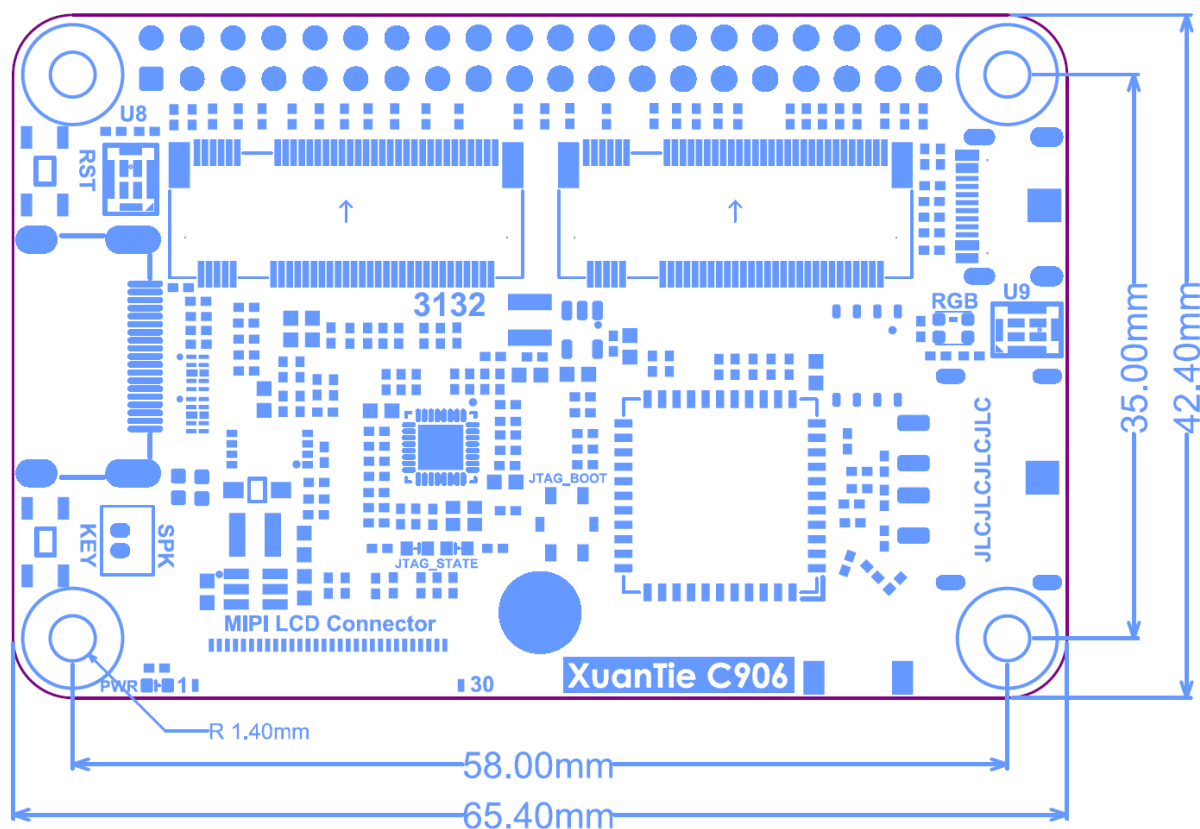 U8
RST
3132
RGB
U9
35.00mm
42.40mm
JLCJLCJLCJLC
JTAG_BOOT
KEY
SPK
JTAG_STATE
MIPI LCD Connector
PWR
1
30
XuanTie C906
R 1.40mm
58.00mm
65.40mm